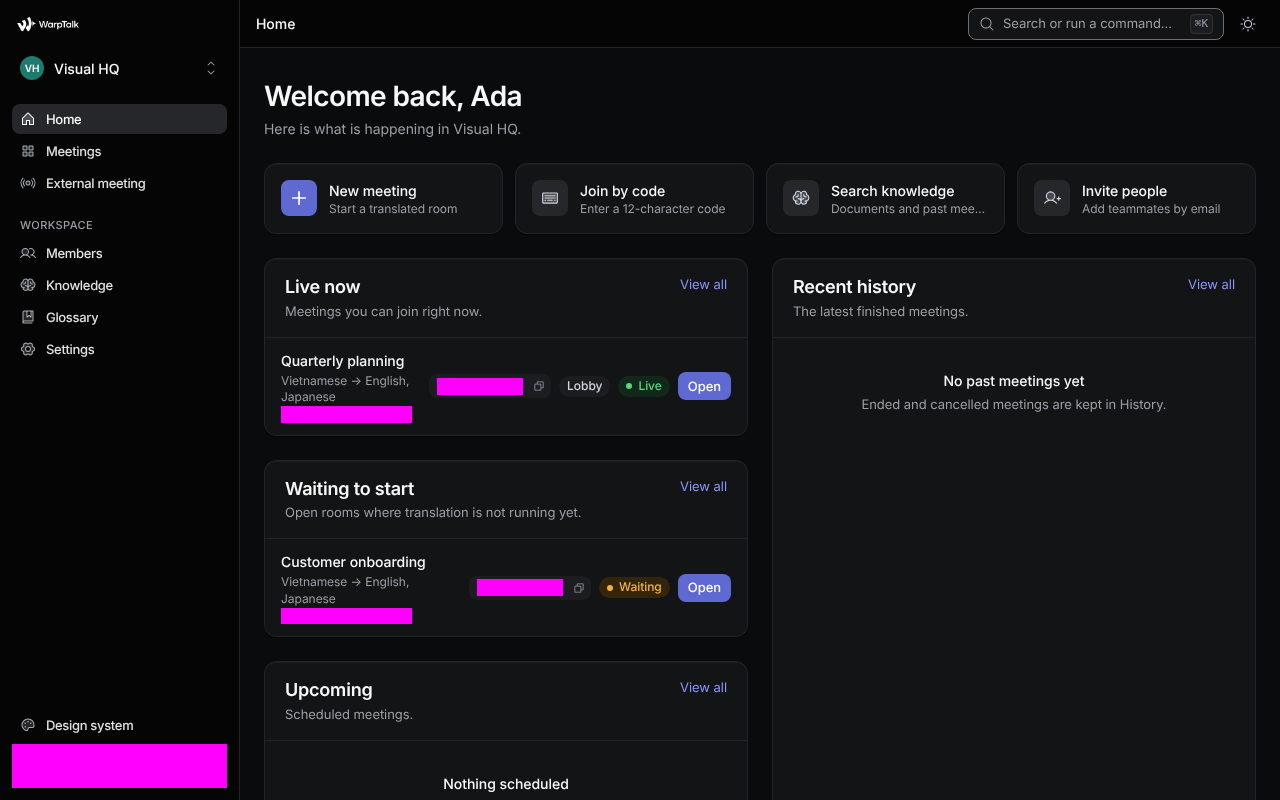 WarpTalk
VH
Visual HQ
Home
Meetings
External meeting
WORKSPACE
Members
Knowledge
Glossary
Settings
Design system
Home
Search or run a command...
⌘K
Welcome back, Ada
Here is what is happening in Visual HQ.
New meeting
Start a translated room
Join by code
Enter a 12-character code
Search knowledge
Documents and past mee...
Invite people
Add teammates by email
Live now
View all
Meetings you can join right now.
Quarterly planning
Vietnamese → English,
Japanese
Lobby
Live
Open
Waiting to start
View all
Open rooms where translation is not running yet.
Customer onboarding
Vietnamese → English,
Japanese
Waiting
Open
Upcoming
View all
Scheduled meetings.
Nothing scheduled
Recent history
View all
The latest finished meetings.
No past meetings yet
Ended and cancelled meetings are kept in History.